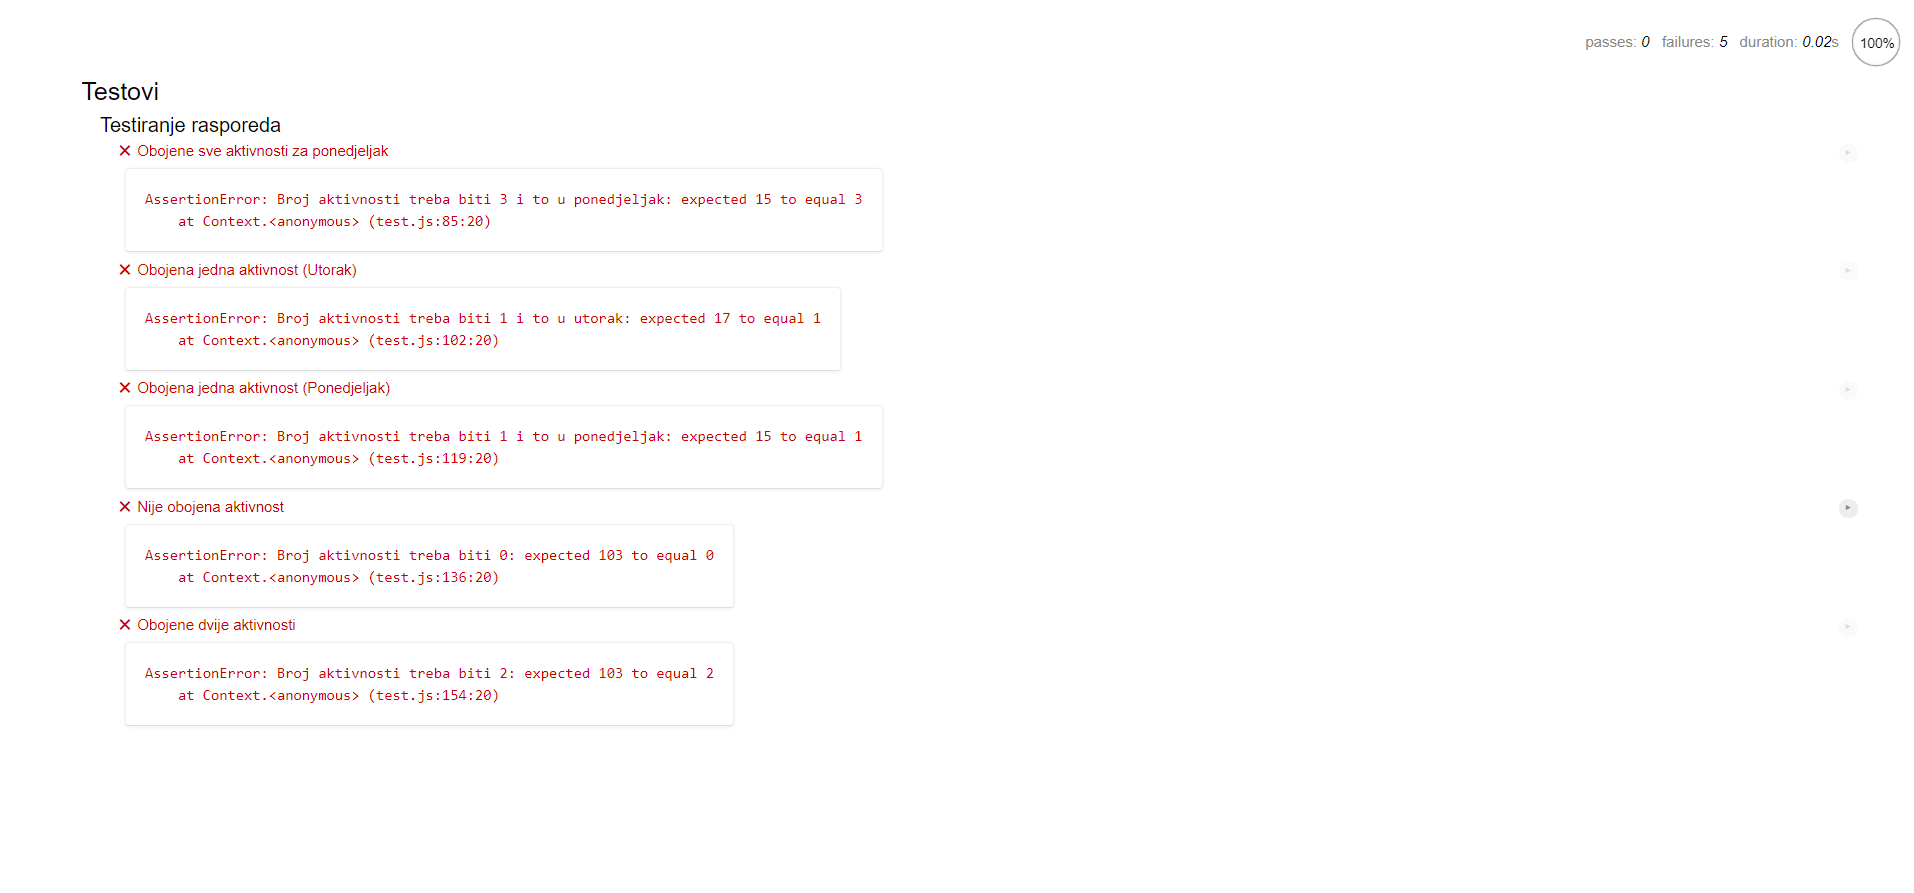 passes: 0 failures: 5 duration: 0.02s 100%
Testovi
Testiranje rasporeda
✕ Obojene sve aktivnosti za ponedjeljak
AssertionError: Broj aktivnosti treba biti 3 i to u ponedjeljak: expected 15 to equal 3
at Context.<anonymous> (test.js:85:20)
✕ Obojena jedna aktivnost (Utorak)
AssertionError: Broj aktivnosti treba biti 1 i to u utorak: expected 17 to equal 1
at Context.<anonymous> (test.js:102:20)
✕ Obojena jedna aktivnost (Ponedjeljak)
AssertionError: Broj aktivnosti treba biti 1 i to u ponedjeljak: expected 15 to equal 1
at Context.<anonymous> (test.js:119:20)
✕ Nije obojena aktivnost
AssertionError: Broj aktivnosti treba biti 0: expected 103 to equal 0
at Context.<anonymous> (test.js:136:20)
✕ Obojene dvije aktivnosti
AssertionError: Broj aktivnosti treba biti 2: expected 103 to equal 2
at Context.<anonymous> (test.js:154:20)